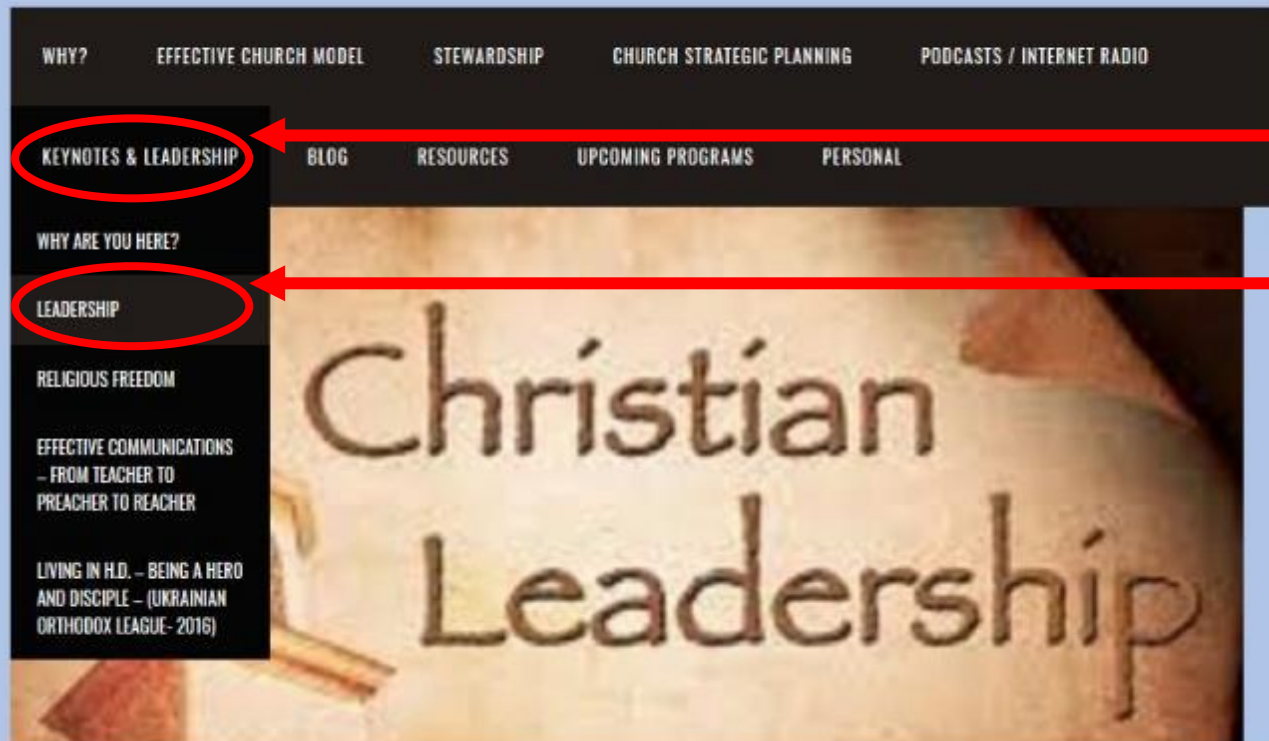 WHY? EFFECTIVE CHURCH MODEL STEWARDSHIP CHURCH STRATEGIC PLANNING PODCASTS / INTERNET RADIO
KEYNOTES & LEADERSHIP BLOG RESOURCES UPCOMING PROGRAMS PERSONAL
WHY ARE YOU HERE?
LEADERSHIP
RELIGIOUS FREEDOM
EFFECTIVE COMMUNICATIONS
– FROM TEACHER TO
PREACHER TO REACHER
LIVING IN H.D. – BEING A HERO
AND DISCIPLE – (UKRAINIAN
ORTHODOX LEAGUE- 2016)
Christian
Leadership